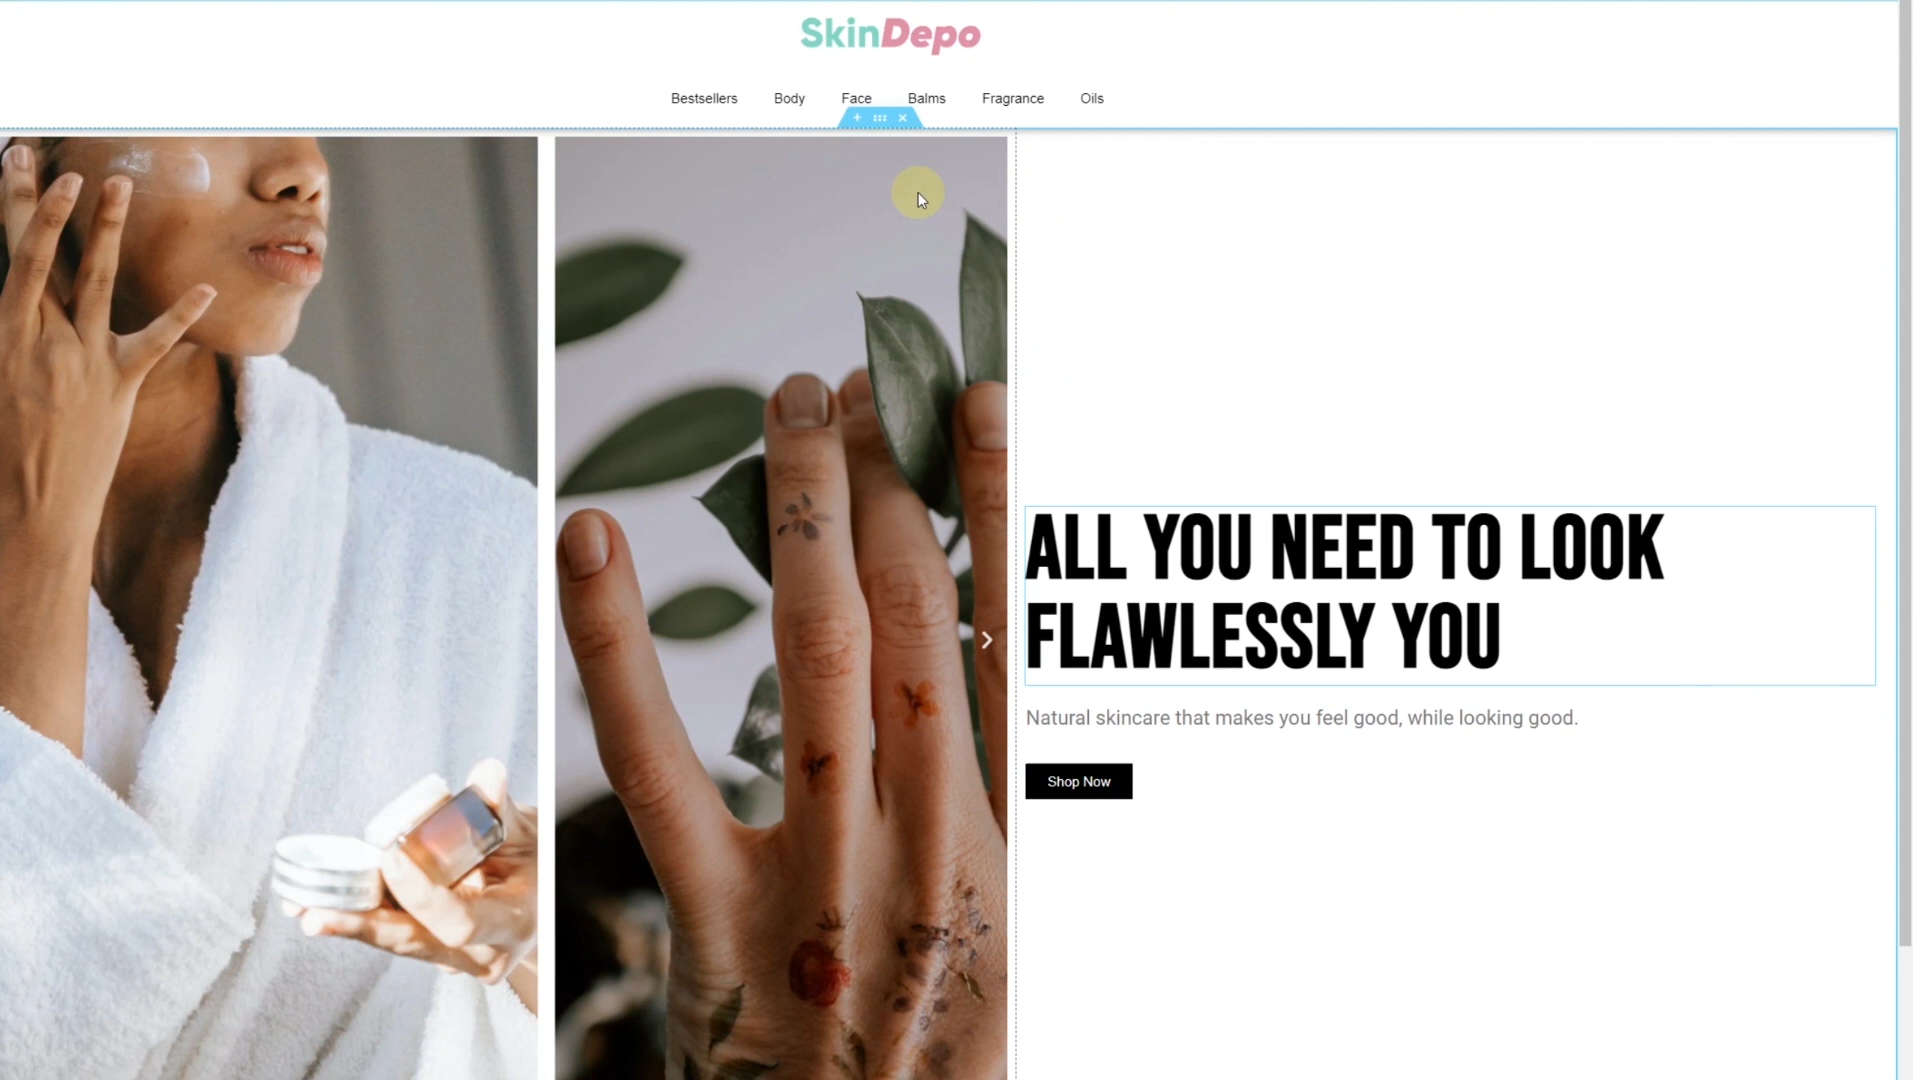 SkinDepo
Bestsellers Body Face Balms Fragrance Oils
ALL YOU NEED TO LOOK
FLAWLESSLY YOU
Natural skincare that makes you feel good, while looking good.
Shop Now